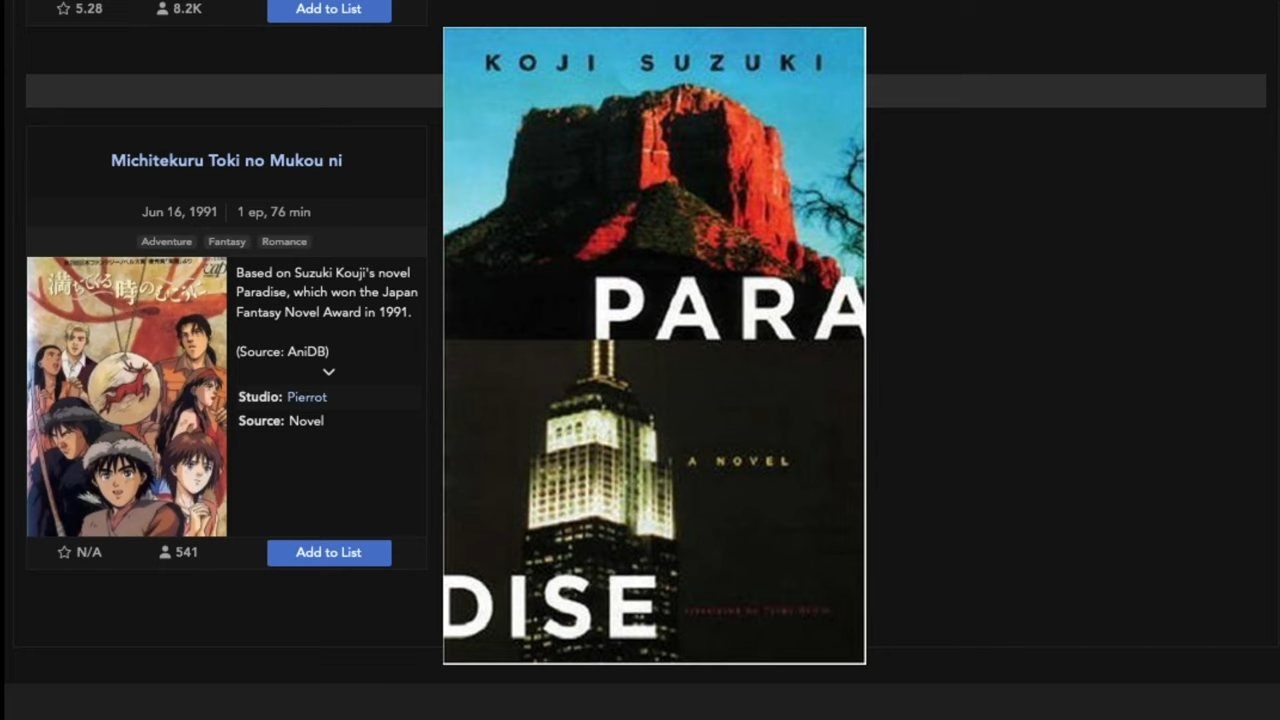 5.28
8.2K
Add to List
Michitekuru Toki no Mukou ni
Jun 16, 1991
1 ep, 76 min
Adventure
Fantasy
Romance
満ちてくる
時のむこうに
Based on Suzuki Kouji's novel
Paradise, which won the Japan
Fantasy Novel Award in 1991.
(Source: AniDB)
Studio: Pierrot
Source: Novel
N/A
541
Add to List
KOJI SUZUKI
PARA
A NOVEL
DISE